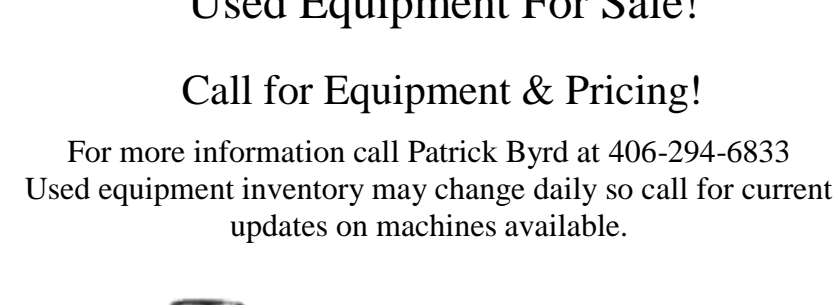 Used Equipment For Sale!
Call for Equipment & Pricing!
For more information call Patrick Byrd at 406-294-6833
Used equipment inventory may change daily so call for current
updates on machines available.